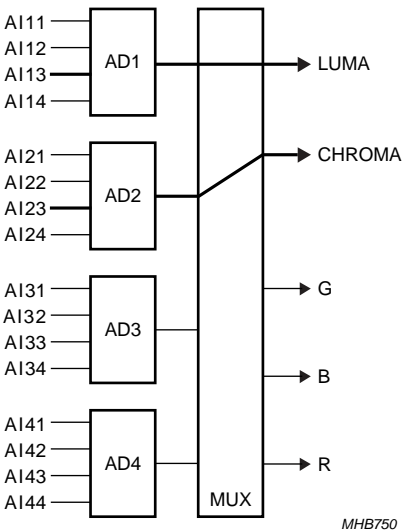 AI11
AI12
AI13
AI14
AD1
LUMA
AI21
AI22
AI23
AI24
AD2
CHROMA
AI31
AI32
AI33
AI34
AD3
G
B
AI41
AI42
AI43
AI44
AD4
R
MUX
MHB750